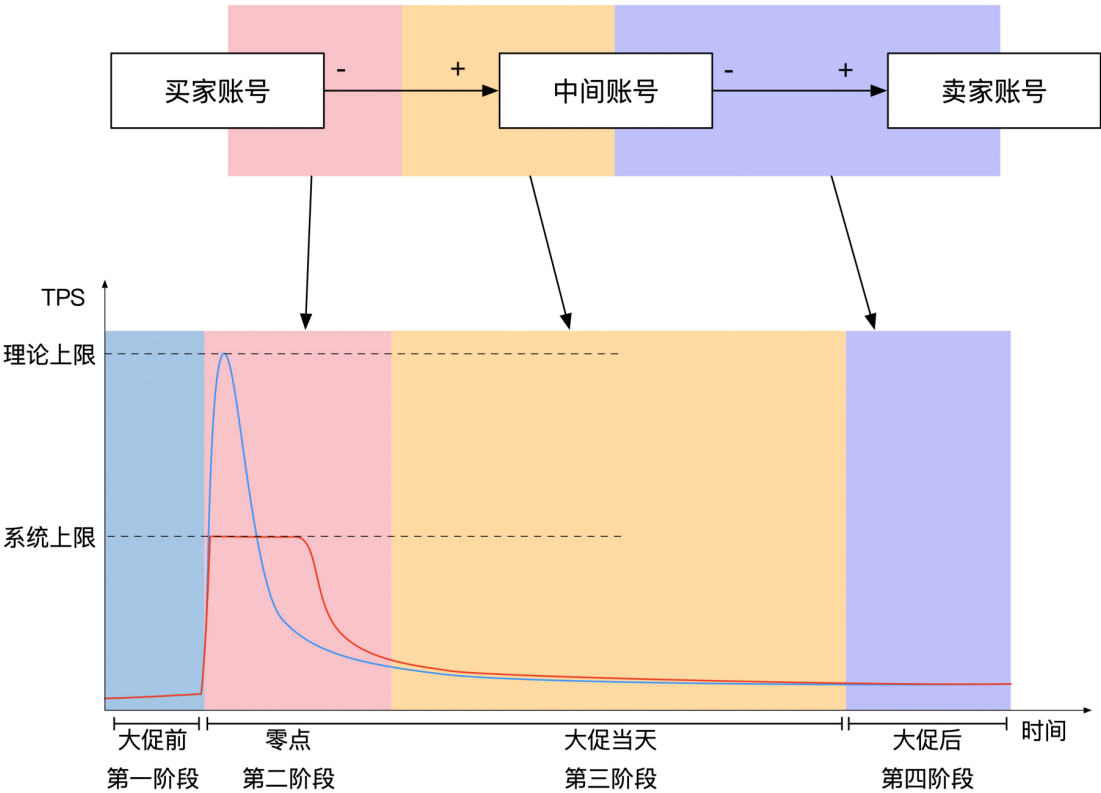 买家账号
-
+
中间账号
-
+
卖家账号
TPS
理论上限
系统上限
大促前
零点
大促当天
大促后
时间
第一阶段
第二阶段
第三阶段
第四阶段